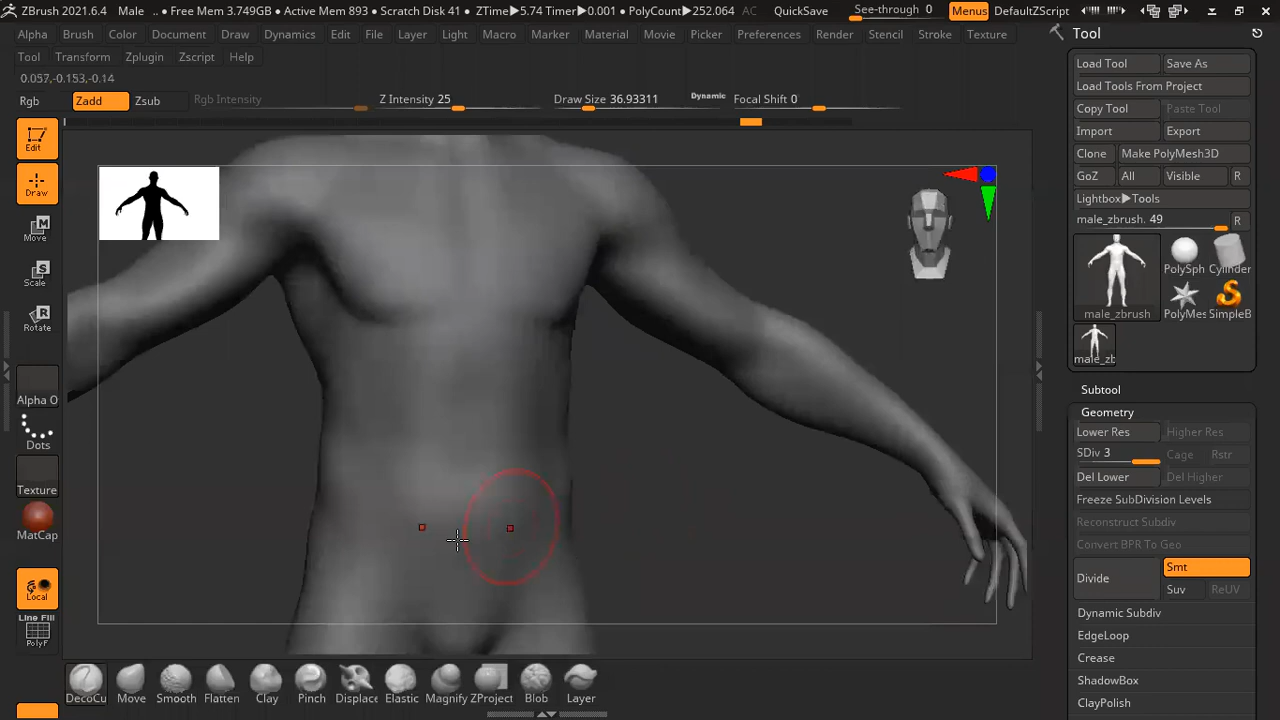 ZBrush 2021.6.4 Male • Free Mem 3.749GB • Active Mem 893 • Scratch Disk 41 • ZTime▶5.74 Timer▶0.001 • PolyCount▶252.064 AC QuickSave See-through 0 Menus DefaultZScript
Alpha Brush Color Document Draw Dynamics Edit File Layer Light Macro Marker Material Movie Picker Preferences Render Stencil Stroke Texture
Tool Transform Zplugin Zscript Help
0.057,-0.153,-0.14
Rgb Zadd Zsub Rgb Intensity Z Intensity 25 Draw Size 36.93311 Dynamic Focal Shift 0
Edit
Draw
Move
Scale
Rotate
Alpha O
Dots
Texture
MatCap
Local
Line Fill
PolyF
DecoCu Move Smooth Flatten Clay Pinch Displace Elastic Magnify ZProject Blob Layer
Tool
Load Tool Save As
Load Tools From Project
Copy Tool Paste Tool
Import Export
Clone Make PolyMesh3D
GoZ All Visible R
Lightbox▶Tools
male_zbrush. 49 R
male_zbrush
PolySph Cylinder
PolyMes SimpleB
male_zb
Subtool
Geometry
Lower Res Higher Res
SDiv 3 Cage Rstr
Del Lower Del Higher
Freeze SubDivision Levels
Reconstruct Subdiv
Convert BPR To Geo
Divide Smt
Suv ReUV
Dynamic Subdiv
EdgeLoop
Crease
ShadowBox
ClayPolish